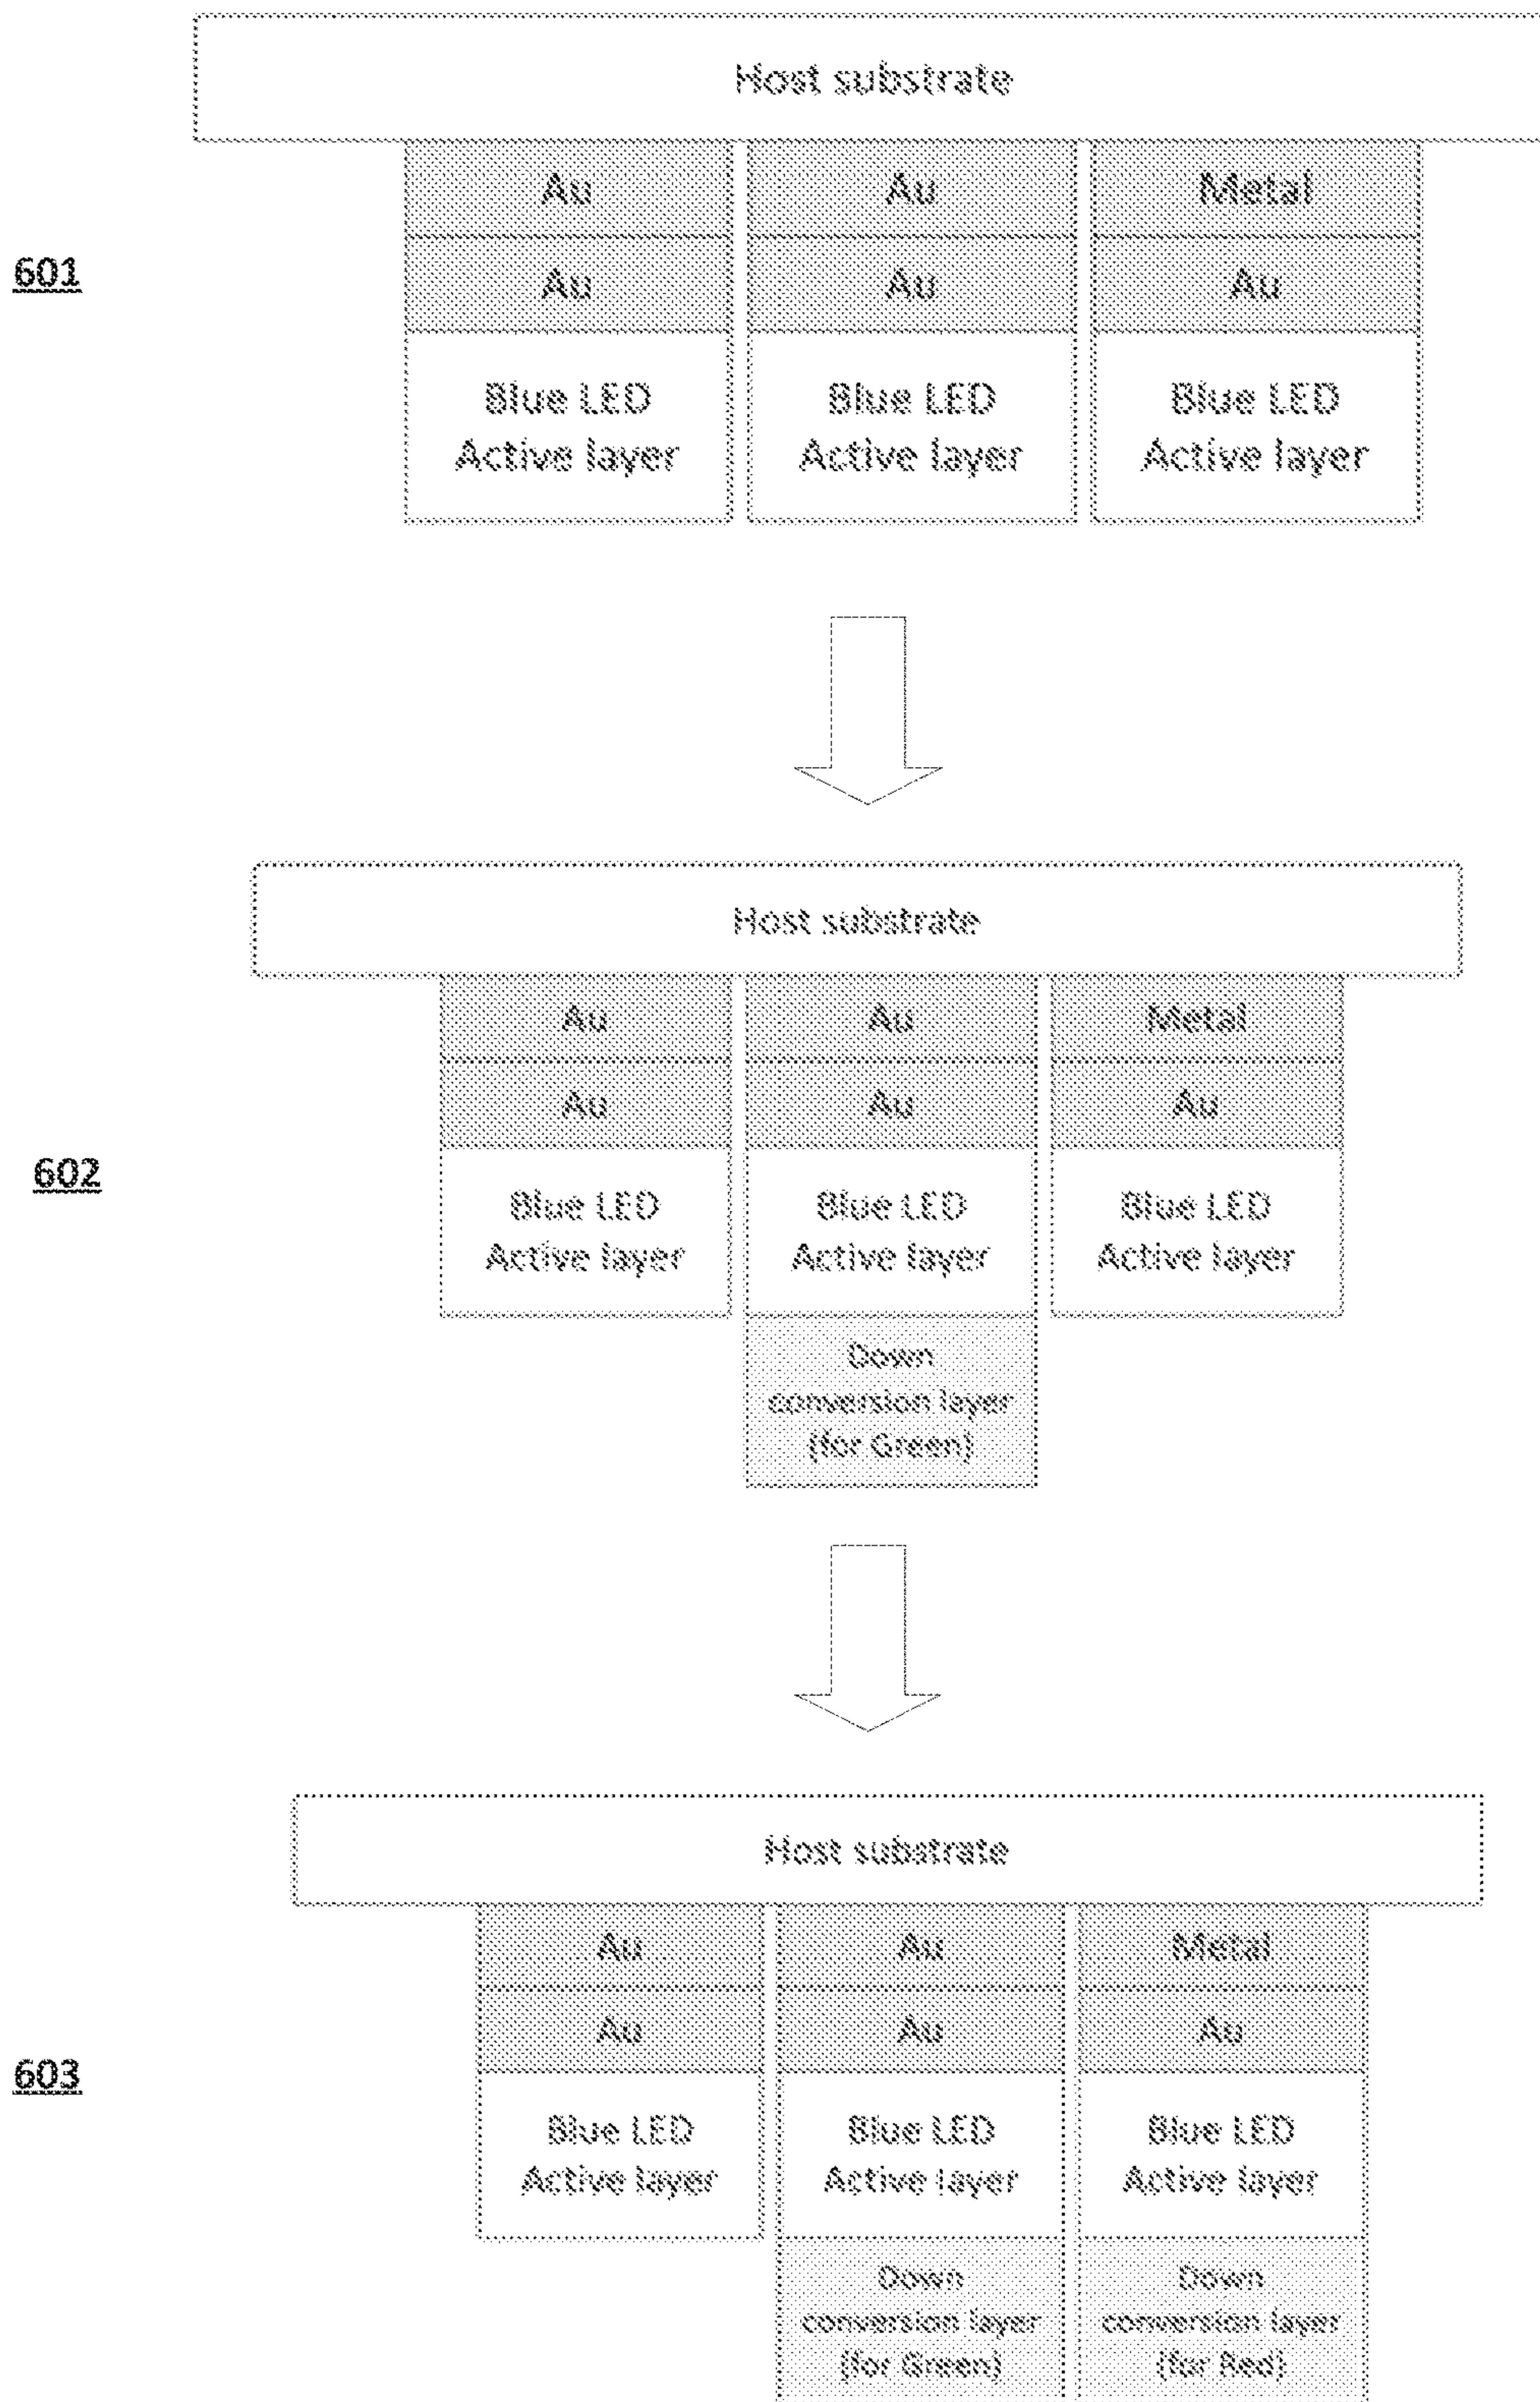 Host substrate
Au Au Metal
601
Au Au Au
Blue LED Blue LED Blue LED
Active layer Active layer Active layer
Host substrate
Au Au Metal
Au Au Au
602
Blue LED Blue LED Blue LED
Active layer Active layer Active layer
Down
conversion layer
(for Green)
Host substrate
Au Au Metal
Au Au Au
603
Blue LED Blue LED Blue LED
Active layer Active layer Active layer
Down Down
conversion layer conversion layer
(for Green) (for Red)